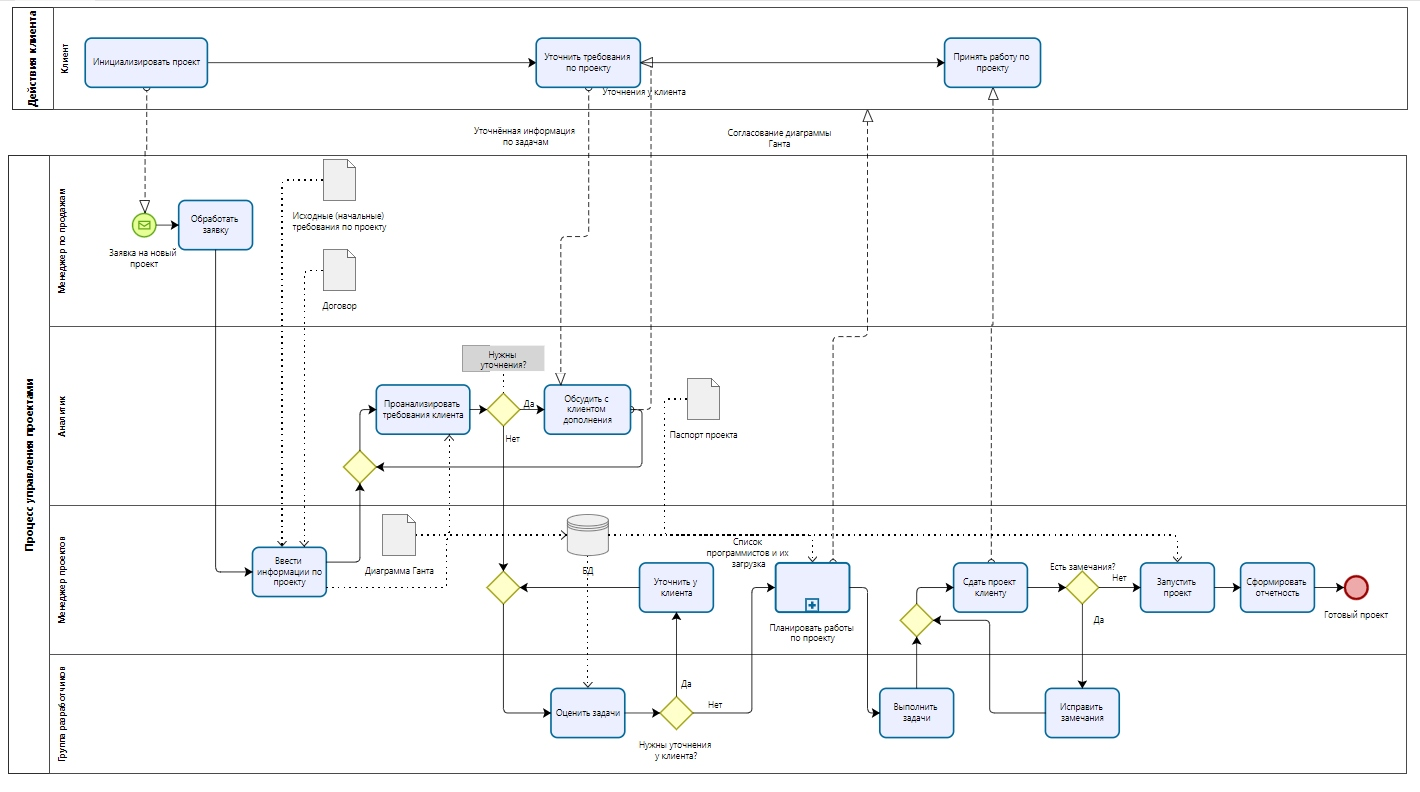 Действия клиента
Клиент
Инициализировать проект
Уточнить требования
по проекту
Принять работу по
проекту
Уточнения у клиента
Уточнённая информация
по задачам
Согласование диаграммы
Ганта
Процесс управления проектами
Менеджер по продажам
Обработать
заявку
Заявка на новый
проект
Исходные (начальные)
требования по проекту
Договор
Аналитик
Нужны
уточнения?
Проанализировать
требования клиента
Да
Обсудить с
клиентом
дополнения
Нет
Паспорт проекта
Менеджер проектов
Ввести
информации по
проекту
Диаграмма Ганта
БД
Уточнить у
клиента
Список
программистов и их
загрузка
Планировать работы
по проекту
Сдать проект
клиенту
Есть замечания?
Нет
Да
Запустить
проект
Сформировать
отчетность
Готовый проект
Группа разработчиков
Оценить задачи
Да
Нет
Нужны уточнения
у клиента?
Выполнить
задачи
Исправить
замечания